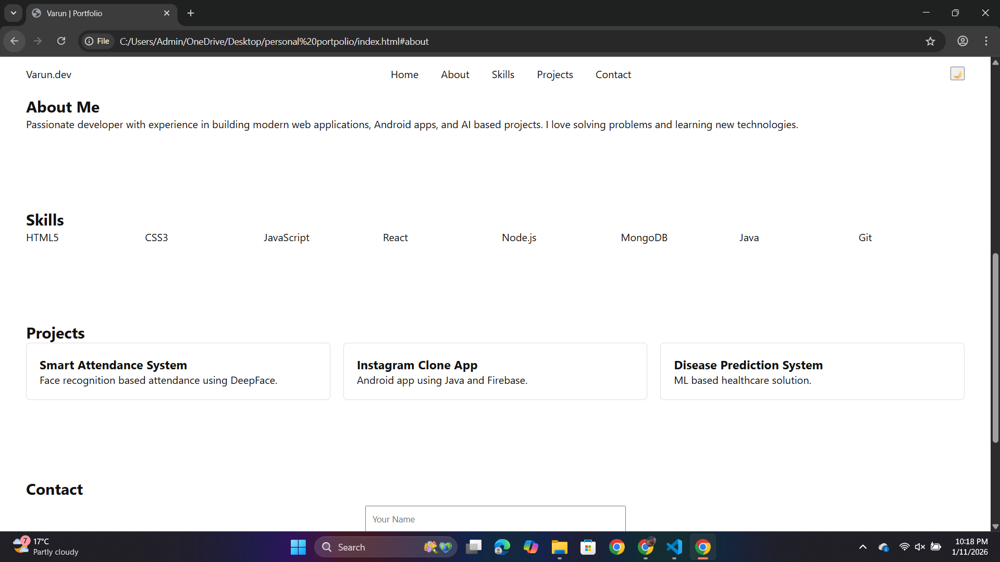 Varun | Portfolio
File C:/Users/Admin/OneDrive/Desktop/personal%20portpolio/index.html#about
Varun.dev Home About Skills Projects Contact
About Me
Passionate developer with experience in building modern web applications, Android apps, and AI based projects. I love solving problems and learning new technologies.
Skills
HTML5 CSS3 JavaScript React Node.js MongoDB Java Git
Projects
Smart Attendance System
Face recognition based attendance using DeepFace.
Instagram Clone App
Android app using Java and Firebase.
Disease Prediction System
ML based healthcare solution.
Contact
Your Name
7
17°C
Partly cloudy
Search
10:18 PM
1/11/2026